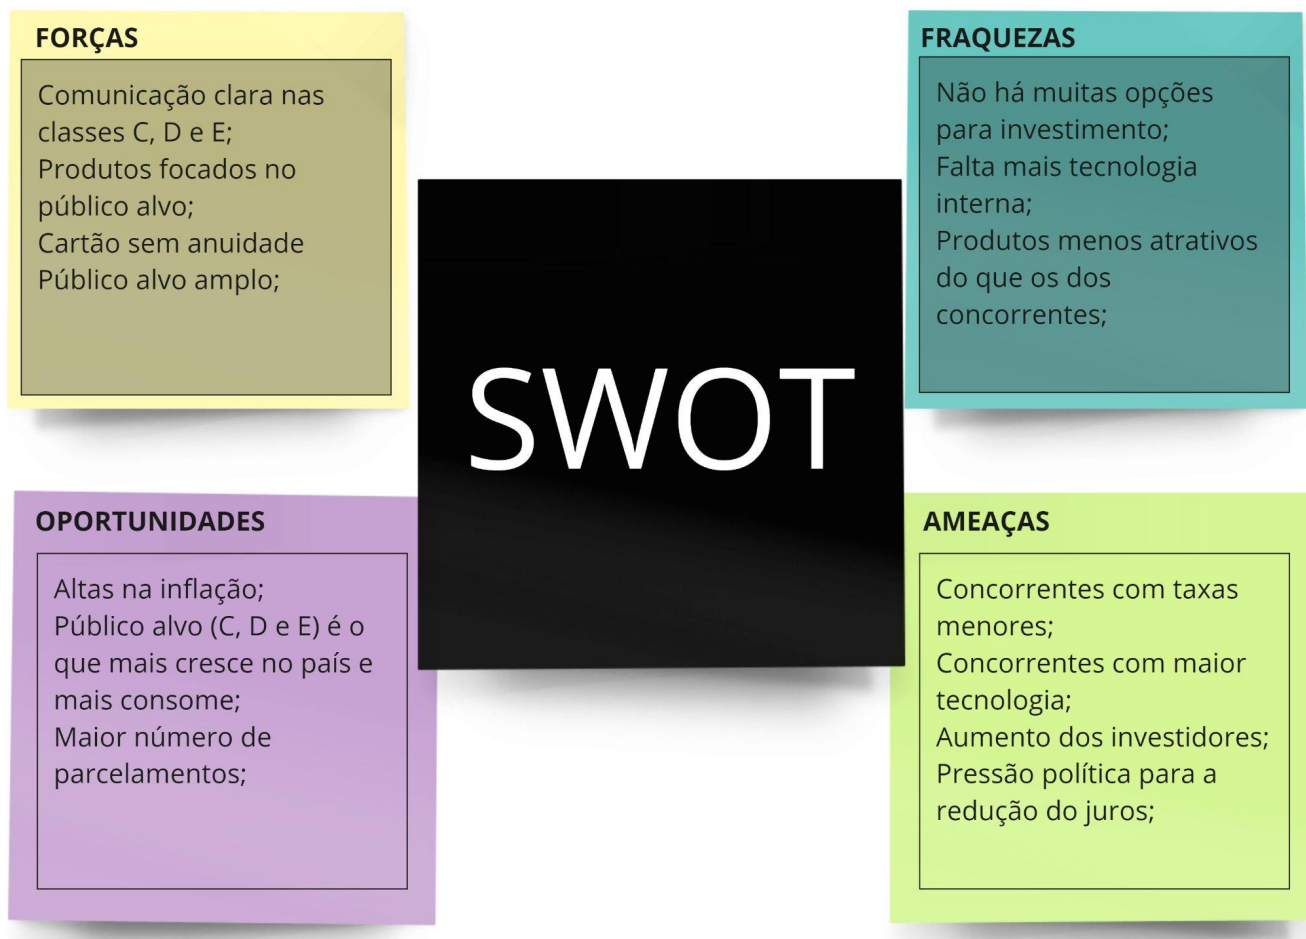 FORÇAS
Comunicação clara nas
classes C, D e E;
Produtos focados no
público alvo;
Cartão sem anuidade
Público alvo amplo;
FRAQUEZAS
Não há muitas opções
para investimento;
Falta mais tecnologia
interna;
Produtos menos atrativos
do que os dos
concorrentes;
SWOT
OPORTUNIDADES
Altas na inflação;
Público alvo (C, D e E) é o
que mais cresce no país e
mais consome;
Maior número de
parcelamentos;
AMEAÇAS
Concorrentes com taxas
menores;
Concorrentes com maior
tecnologia;
Aumento dos investidores;
Pressão política para a
redução do juros;